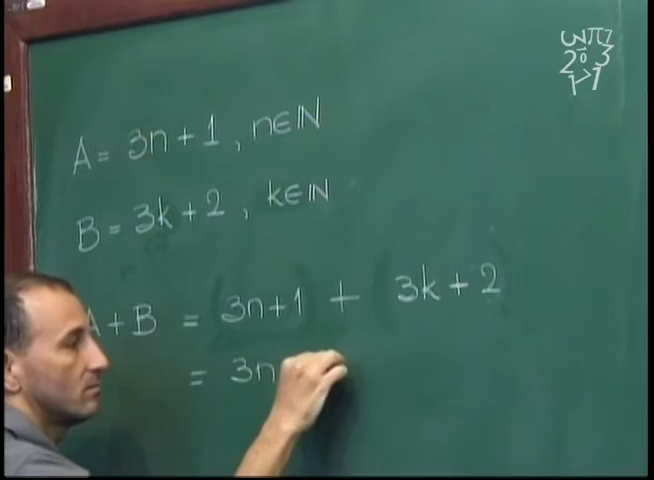 A = 3n + 1 , n∈ℕ
B = 3k + 2 , k∈ℕ
A + B = (3n+1) + (3k + 2
= 3n